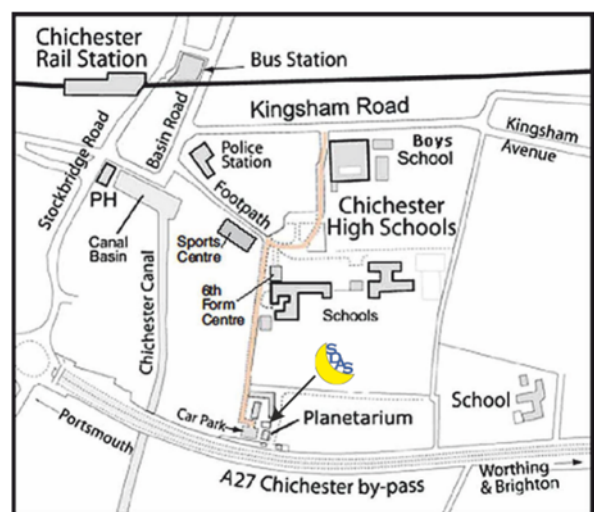 Chichester
Rail Station
Bus Station
Kingsham Road
Kingsham
Avenue
Stockbridge Road
Basin Road
Police
Station
Boys
School
Footpath
PH
Canal
Basin
Sports
Centre
Chichester
High Schools
Chichester Canal
6th
Form
Centre
Schools
SDAS
School
Car Park
Planetarium
Portsmouth
A27 Chichester by-pass
Worthing
& Brighton